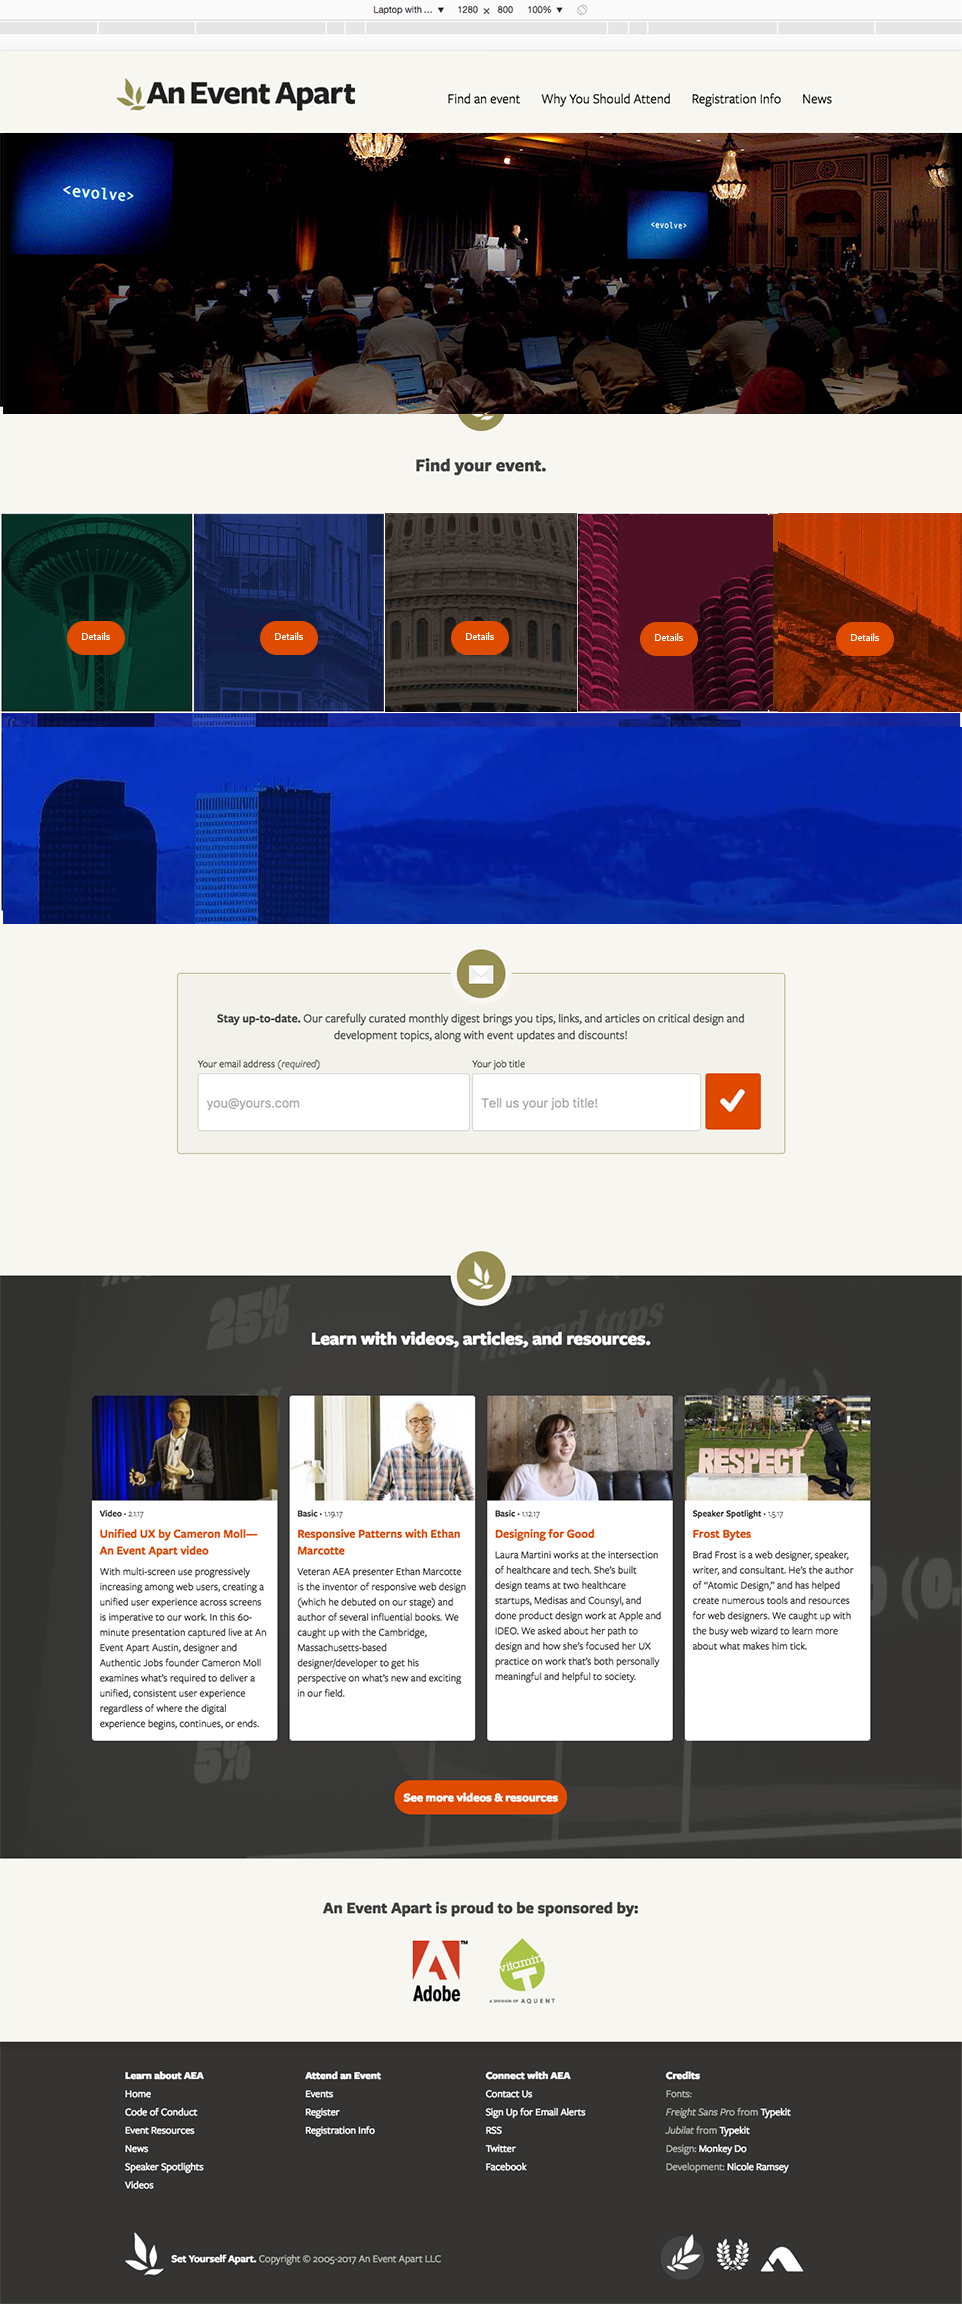 Laptop with ... ▼ 1280 × 800 100% ▼
An Event Apart
Find an event Why You Should Attend Registration Info News
<evolve>
<evolve>
Find your event.
Details Details Details Details Details
Stay up-to-date. Our carefully curated monthly digest brings you tips, links, and articles on critical design and
development topics, along with event updates and discounts!
Your email address (required) Your job title
you@yours.com Tell us your job title!
25%
missed taps
Learn with videos, articles, and resources.
RESPECT
Video • 2.1.17
Unified UX by Cameron Moll—
An Event Apart video
With multi-screen use progressively
increasing among web users, creating a
unified user experience across screens
is imperative to our work. In this 60-
minute presentation captured live at An
Event Apart Austin, designer and
Authentic Jobs founder Cameron Moll
examines what's required to deliver a
unified, consistent user experience
regardless of where the digital
experience begins, continues, or ends.
Basic • 1.19.17
Responsive Patterns with Ethan
Marcotte
Veteran AEA presenter Ethan Marcotte
is the inventor of responsive web design
(which he debuted on our stage) and
author of several influential books. We
caught up with the Cambridge,
Massachusetts-based
designer/developer to get his
perspective on what's new and exciting
in our field.
Basic • 1.12.17
Designing for Good
Laura Martini works at the intersection
of healthcare and tech. She's built
design teams at two healthcare
startups, Medisas and Counsyl, and
done product design work at Apple and
IDEO. We asked about her path to
design and how she's focused her UX
practice on work that's both personally
meaningful and helpful to society.
Speaker Spotlight • 1.5.17
Frost Bytes
Brad Frost is a web designer, speaker,
writer, and consultant. He's the author
of “Atomic Design,” and has helped
create numerous tools and resources
for web designers. We caught up with
the busy web wizard to learn more
about what makes him tick.
5%
See more videos & resources
An Event Apart is proud to be sponsored by:
Adobe™
vitamin T
A DIVISION OF AQUENT
Learn about AEA
Home
Code of Conduct
Event Resources
News
Speaker Spotlights
Videos
Attend an Event
Events
Register
Registration Info
Connect with AEA
Contact Us
Sign Up for Email Alerts
RSS
Twitter
Facebook
Credits
Fonts:
Freight Sans Pro from Typekit
Jubilat from Typekit
Design: Monkey Do
Development: Nicole Ramsey
Set Yourself Apart. Copyright © 2005-2017 An Event Apart LLC